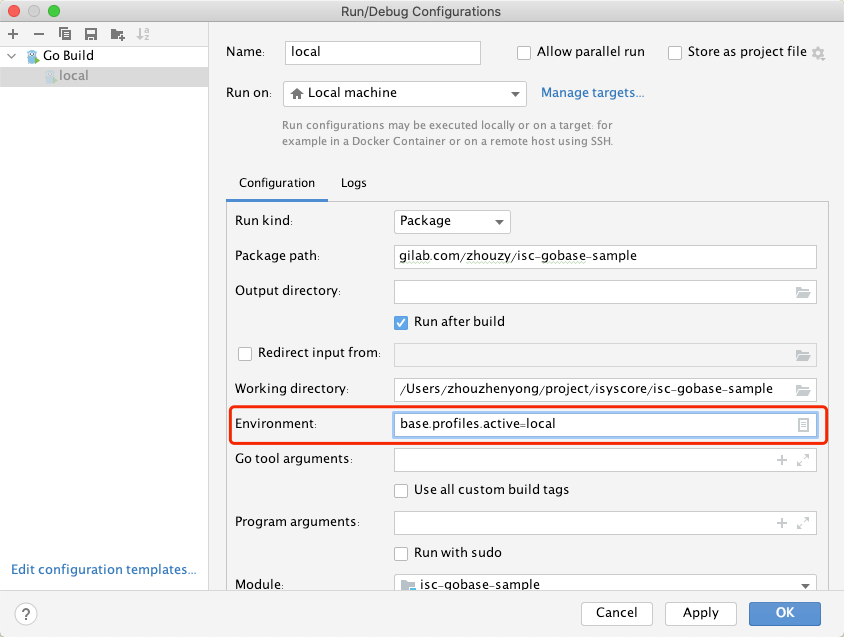 Run/Debug Configurations
Go Build
local
Name: local Allow parallel run Store as project file
Run on: Local machine Manage targets...
Run configurations may be executed locally or on a target: for
example in a Docker Container or on a remote host using SSH.
Configuration Logs
Run kind: Package
Package path: gilab.com/zhouzy/isc-gobase-sample
Output directory:
Run after build
Redirect input from:
Working directory: /Users/zhouzhenyong/project/isyscore/isc-gobase-sample
Environment: base.profiles.active=local
Go tool arguments:
Use all custom build tags
Program arguments:
Run with sudo
Module: isc-gobase-sample
Edit configuration templates...
? Cancel Apply OK